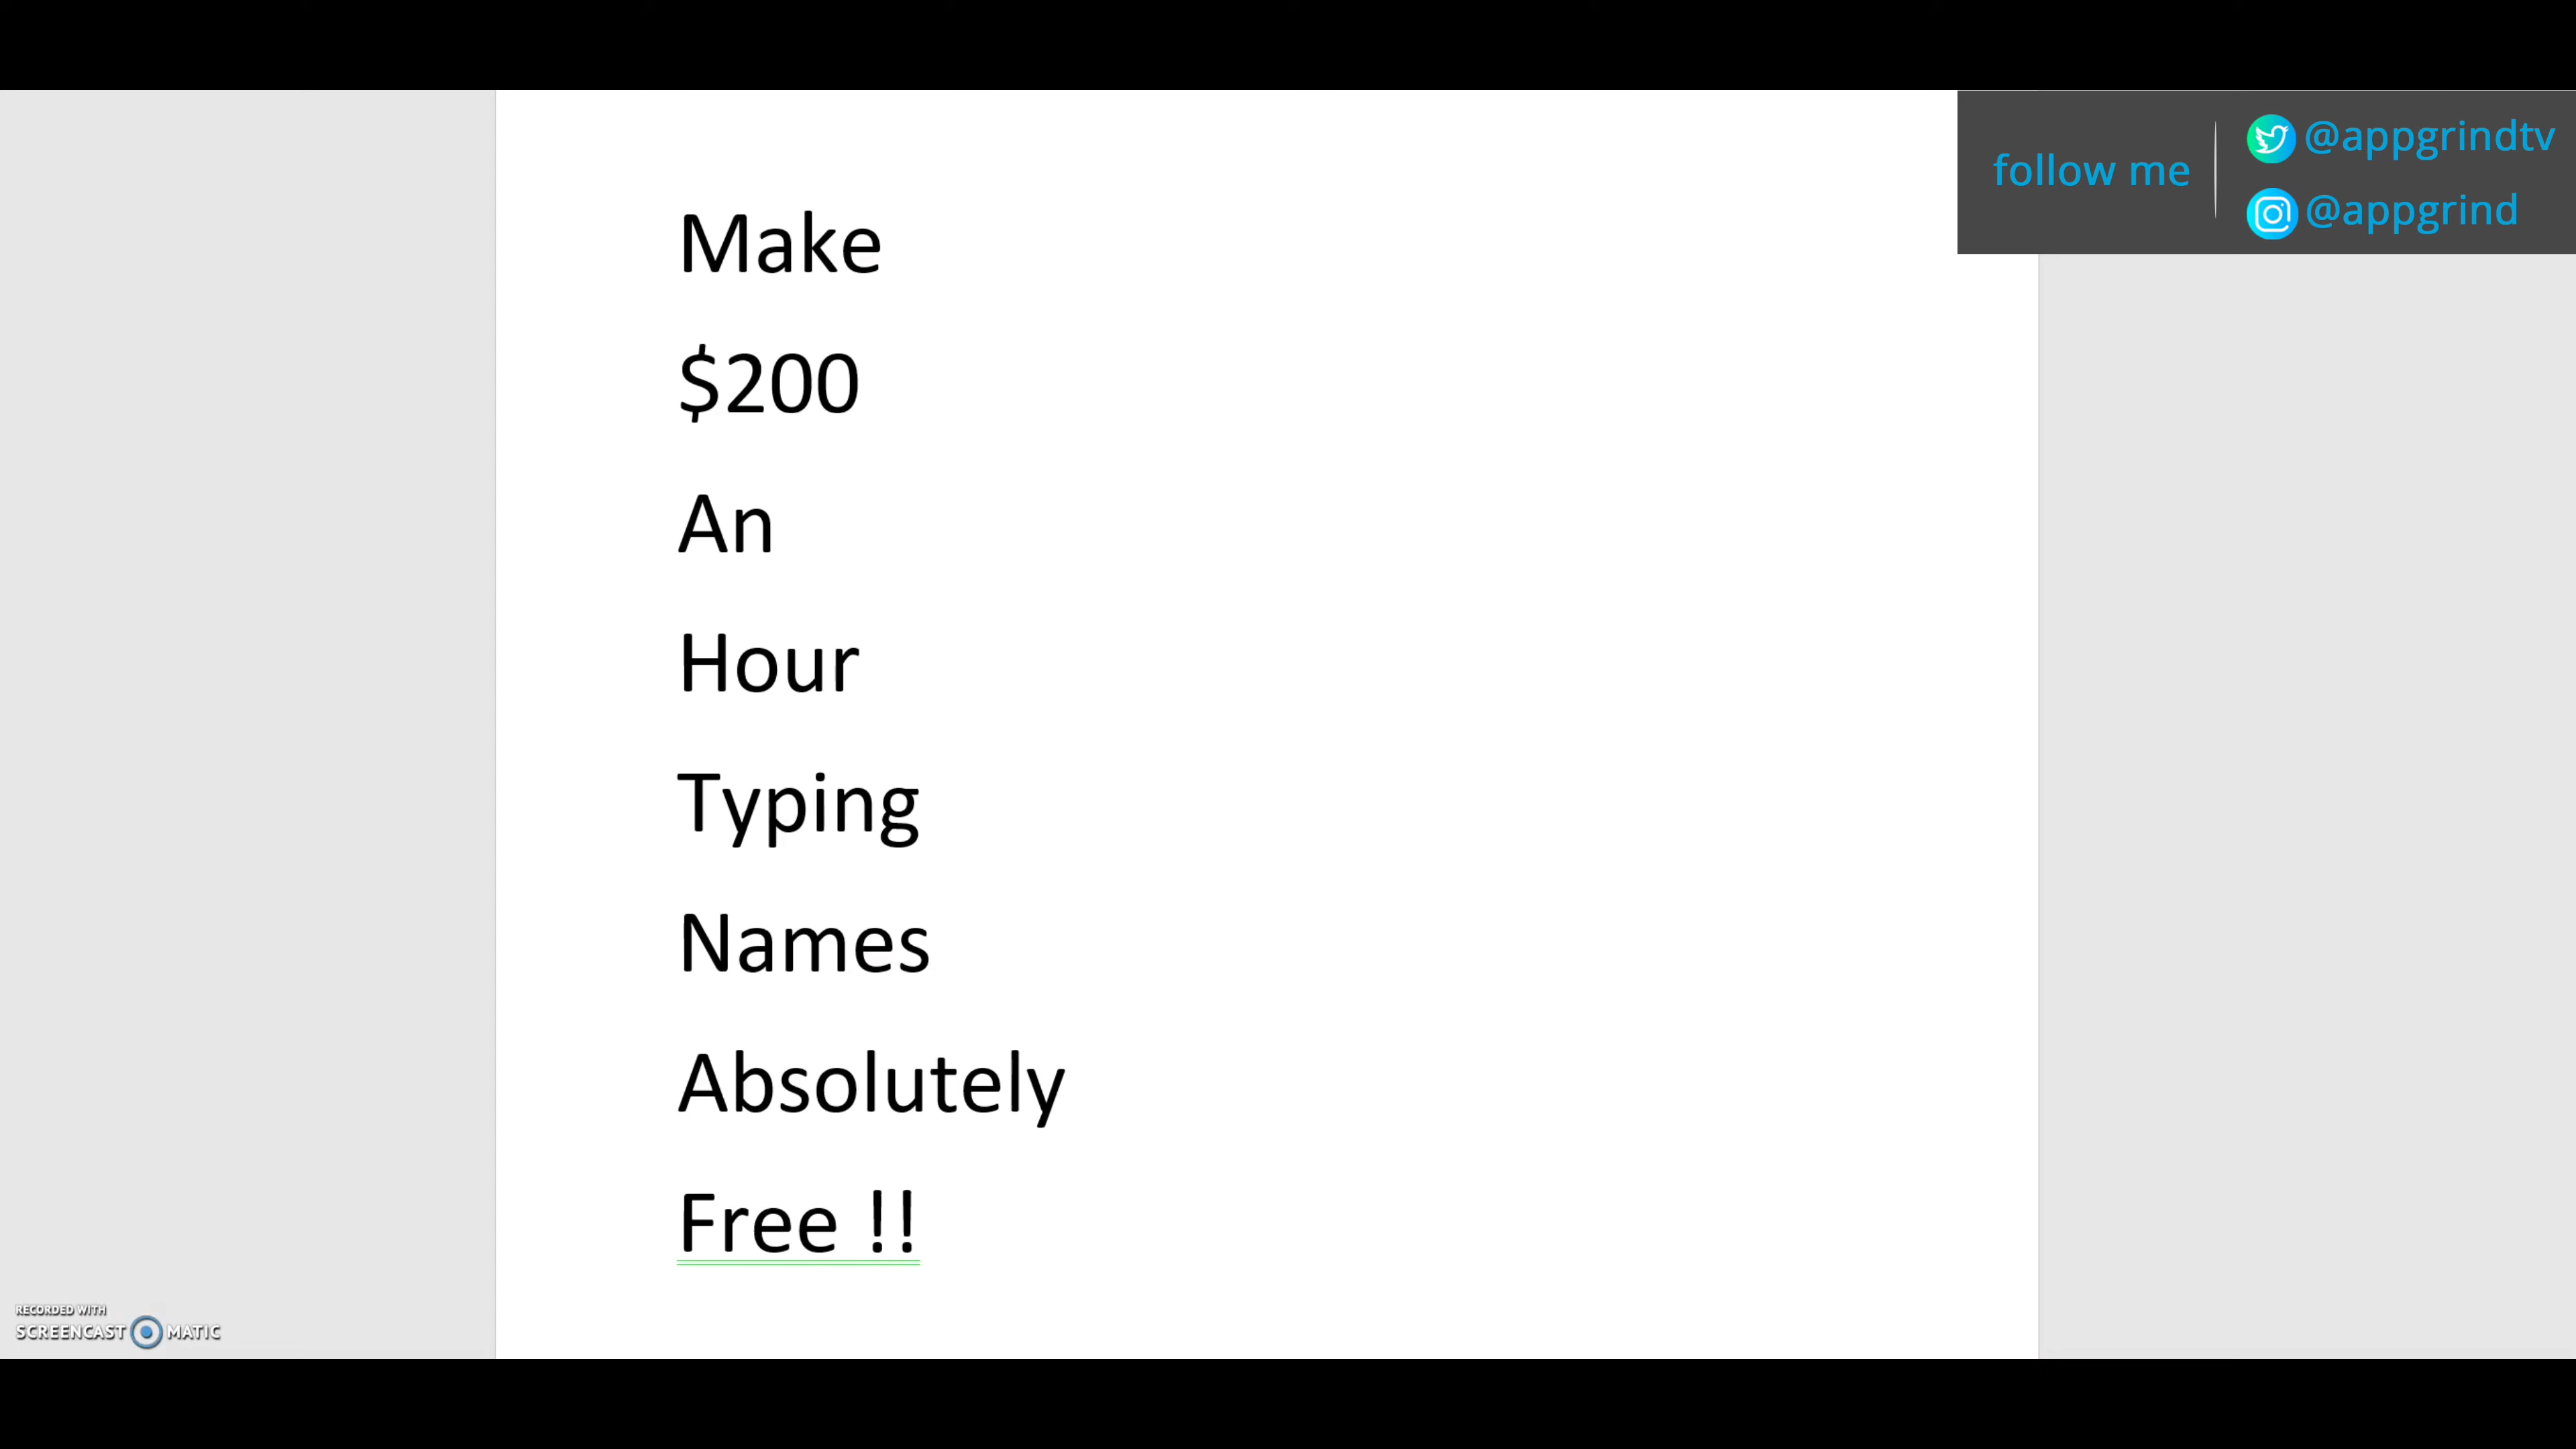 follow me
@appgrindtv
@appgrind
Make
$200
An
Hour
Typing
Names
Absolutely
Free !!
RECORDED WITH
SCREENCAST MATIC